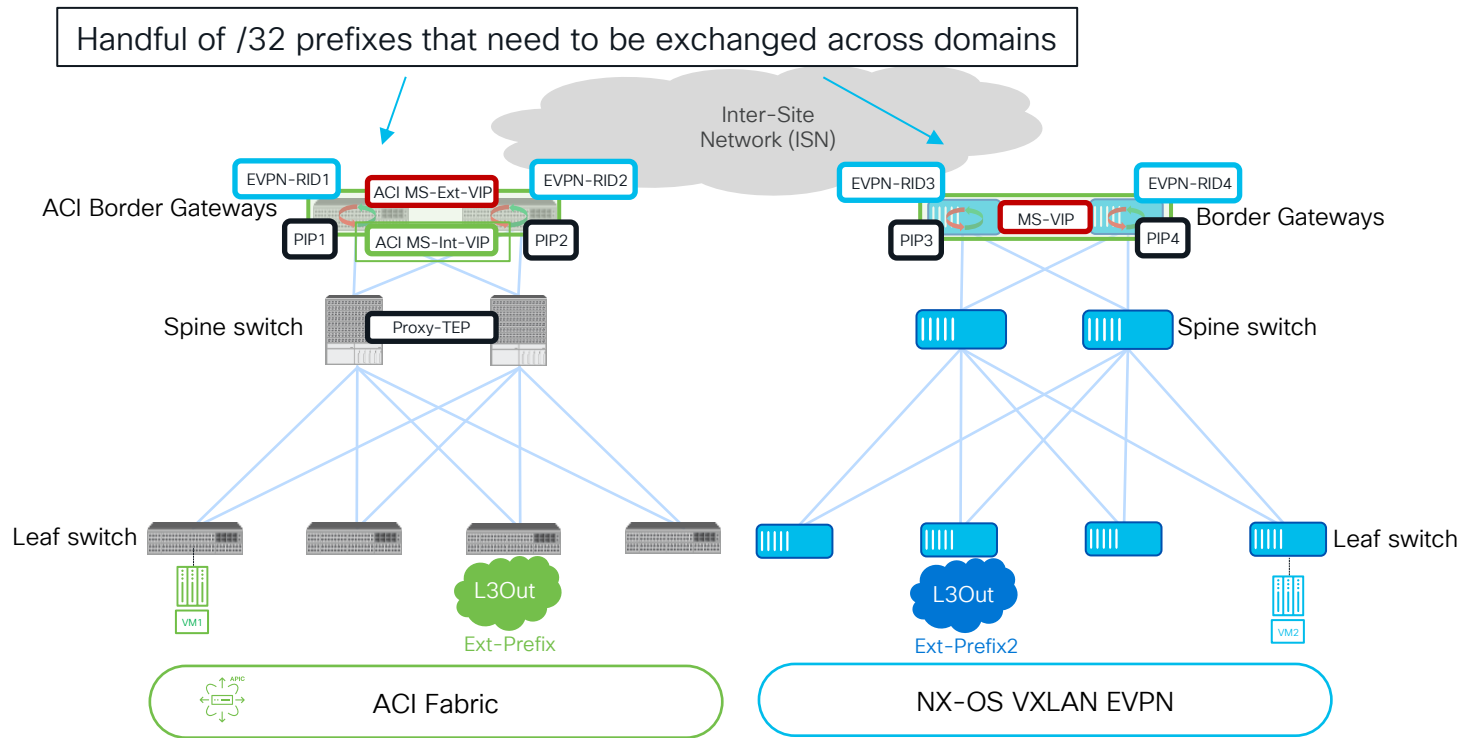 Handful of /32 prefixes that need to be exchanged across domains
Inter-Site
Network (ISN)
EVPN-RID1
ACI MS-Ext-VIP
EVPN-RID2
EVPN-RID3
EVPN-RID4
ACI Border Gateways
MS-VIP
Border Gateways
PIP1
ACI MS-Int-VIP
PIP2
PIP3
PIP4
Spine switch
Proxy-TEP
Spine switch
Leaf switch
Leaf switch
L3Out
L3Out
VM1
VM2
Ext-Prefix
Ext-Prefix2
APIC
ACI Fabric
NX-OS VXLAN EVPN